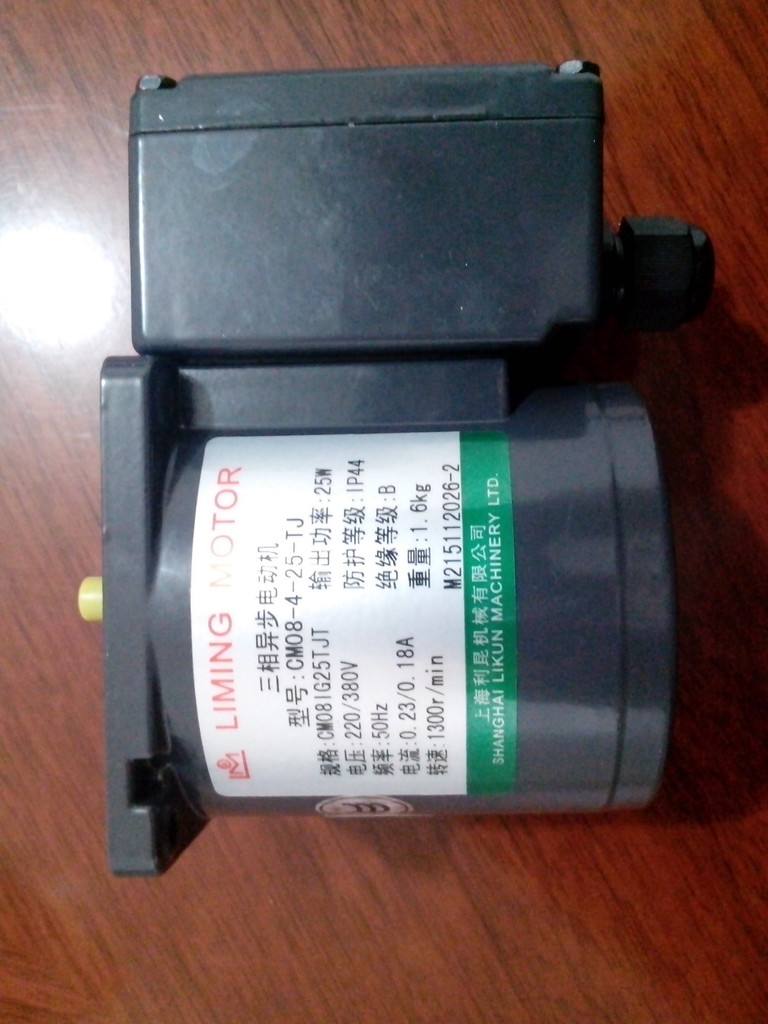 LIMING MOTOR
三相异步电动机
型号:CM08-4-25-TJ
规格:CM08IG25TJT 输出功率:25W
电压:220/380V 防护等级:IP44
频率:50Hz 绝缘等级:B
电流:0.23/0.18A 重量:1.6kg
转速:1300r/min M215112026-2
上海利昆机械有限公司
SHANGHAI LIKUN MACHINERY LTD.